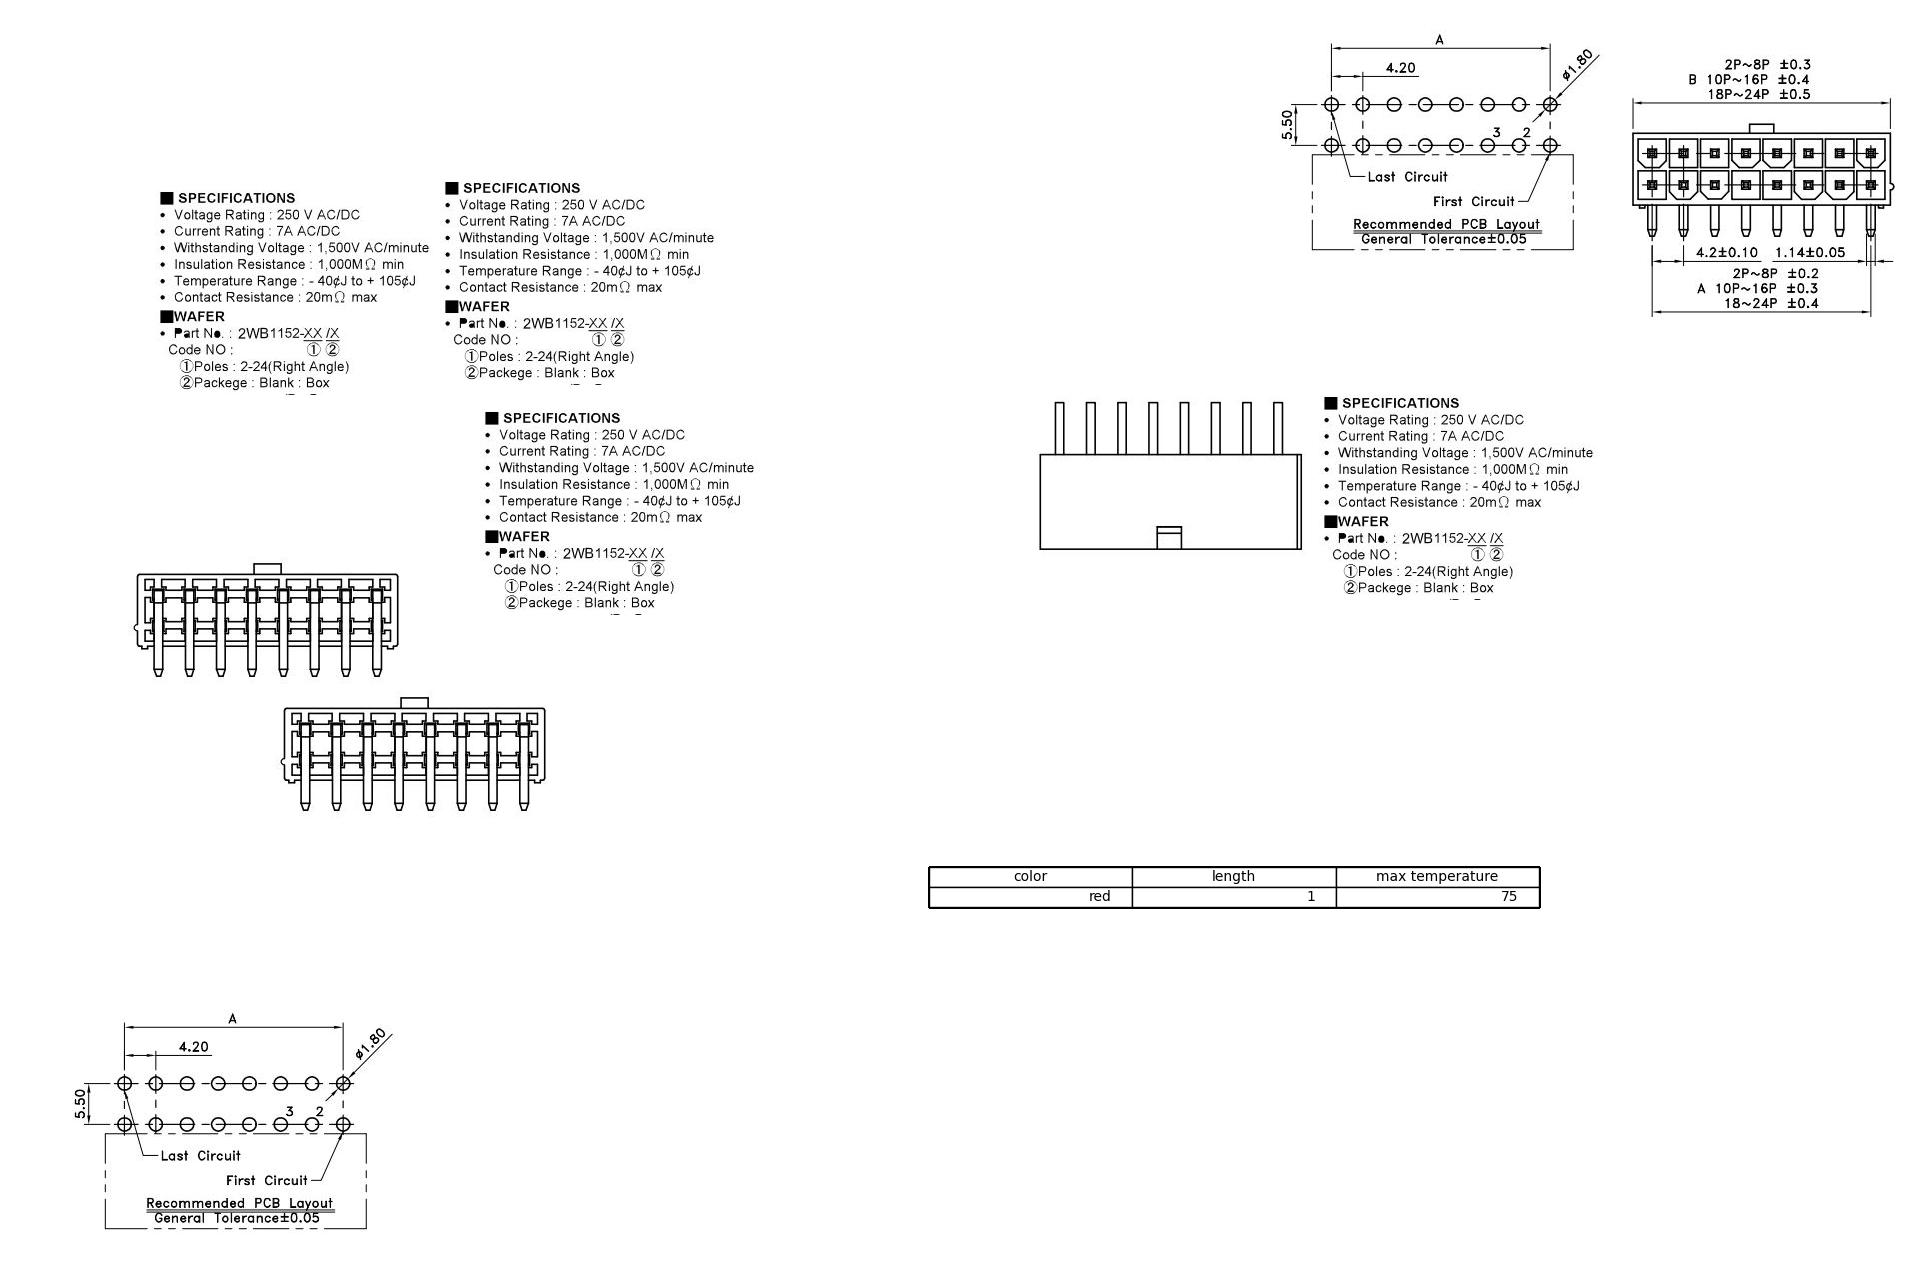 A
4.20
ø1.80
5.50
3 2
Last Circuit
First Circuit
Recommended PCB Layout
General Tolerance±0.05
2P~8P ±0.3
B 10P~16P ±0.4
18P~24P ±0.5
4.2±0.10 1.14±0.05
2P~8P ±0.2
A 10P~16P ±0.3
18~24P ±0.4
■ SPECIFICATIONS
• Voltage Rating : 250 V AC/DC
• Current Rating : 7A AC/DC
• Withstanding Voltage : 1,500V AC/minute
• Insulation Resistance : 1,000MΩ min
• Temperature Range : - 40¢J to + 105¢J
• Contact Resistance : 20mΩ max
■WAFER
• Part No. : 2WB1152-XX /X
Code NO : ① ②
①Poles : 2-24(Right Angle)
②Packege : Blank : Box
■ SPECIFICATIONS
• Voltage Rating : 250 V AC/DC
• Current Rating : 7A AC/DC
• Withstanding Voltage : 1,500V AC/minute
• Insulation Resistance : 1,000MΩ min
• Temperature Range : - 40¢J to + 105¢J
• Contact Resistance : 20mΩ max
■WAFER
• Part No. : 2WB1152-XX /X
Code NO : ① ②
①Poles : 2-24(Right Angle)
②Packege : Blank : Box
■ SPECIFICATIONS
• Voltage Rating : 250 V AC/DC
• Current Rating : 7A AC/DC
• Withstanding Voltage : 1,500V AC/minute
• Insulation Resistance : 1,000MΩ min
• Temperature Range : - 40¢J to + 105¢J
• Contact Resistance : 20mΩ max
■WAFER
• Part No. : 2WB1152-XX /X
Code NO : ① ②
①Poles : 2-24(Right Angle)
②Packege : Blank : Box
■ SPECIFICATIONS
• Voltage Rating : 250 V AC/DC
• Current Rating : 7A AC/DC
• Withstanding Voltage : 1,500V AC/minute
• Insulation Resistance : 1,000MΩ min
• Temperature Range : - 40¢J to + 105¢J
• Contact Resistance : 20mΩ max
■WAFER
• Part No. : 2WB1152-XX /X
Code NO : ① ②
①Poles : 2-24(Right Angle)
②Packege : Blank : Box
color length max temperature
red 1 75
A
4.20
ø1.80
5.50
3 2
Last Circuit
First Circuit
Recommended PCB Layout
General Tolerance±0.05